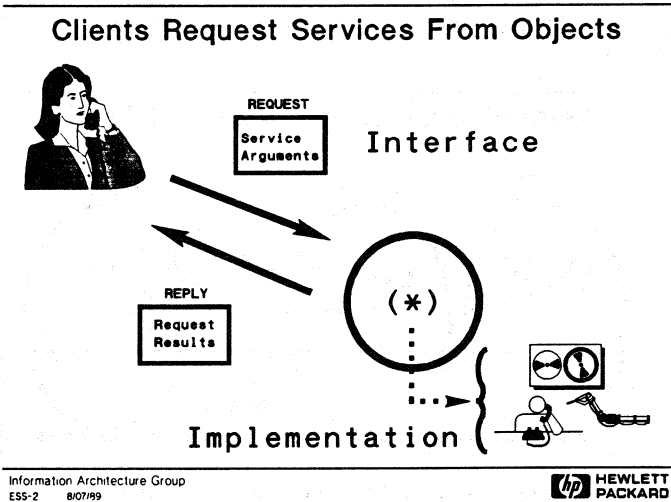 Clients Request Services From Objects
REQUEST
Service
Arguments
Interface
(*)
REPLY
Request
Results
Implementation
Information Architecture Group
ESS-2 8/07/89
hp HEWLETT
PACKARD